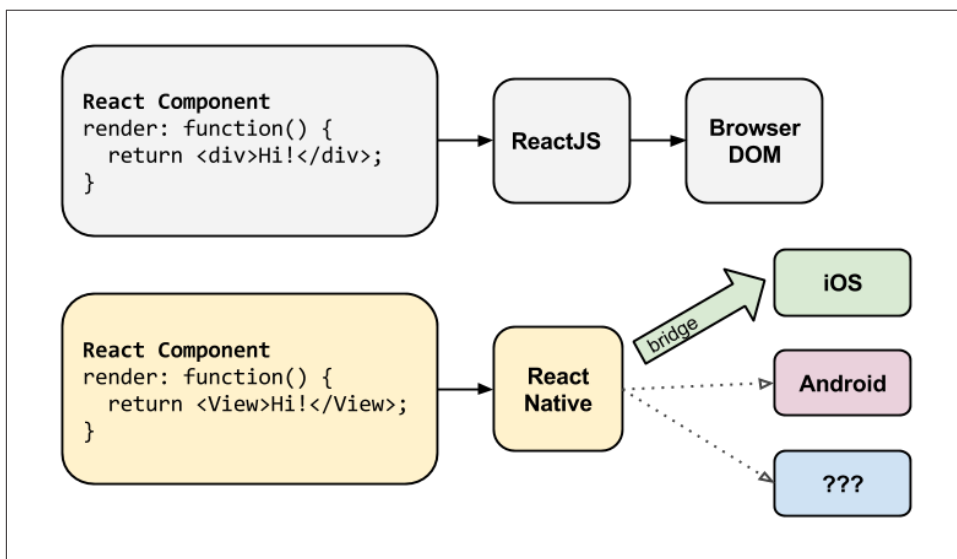 React Component
render: function() {
  return <div>Hi!</div>;
}
ReactJS
Browser
DOM
React Component
render: function() {
  return <View>Hi!</View>;
}
React
Native
bridge
iOS
Android
???